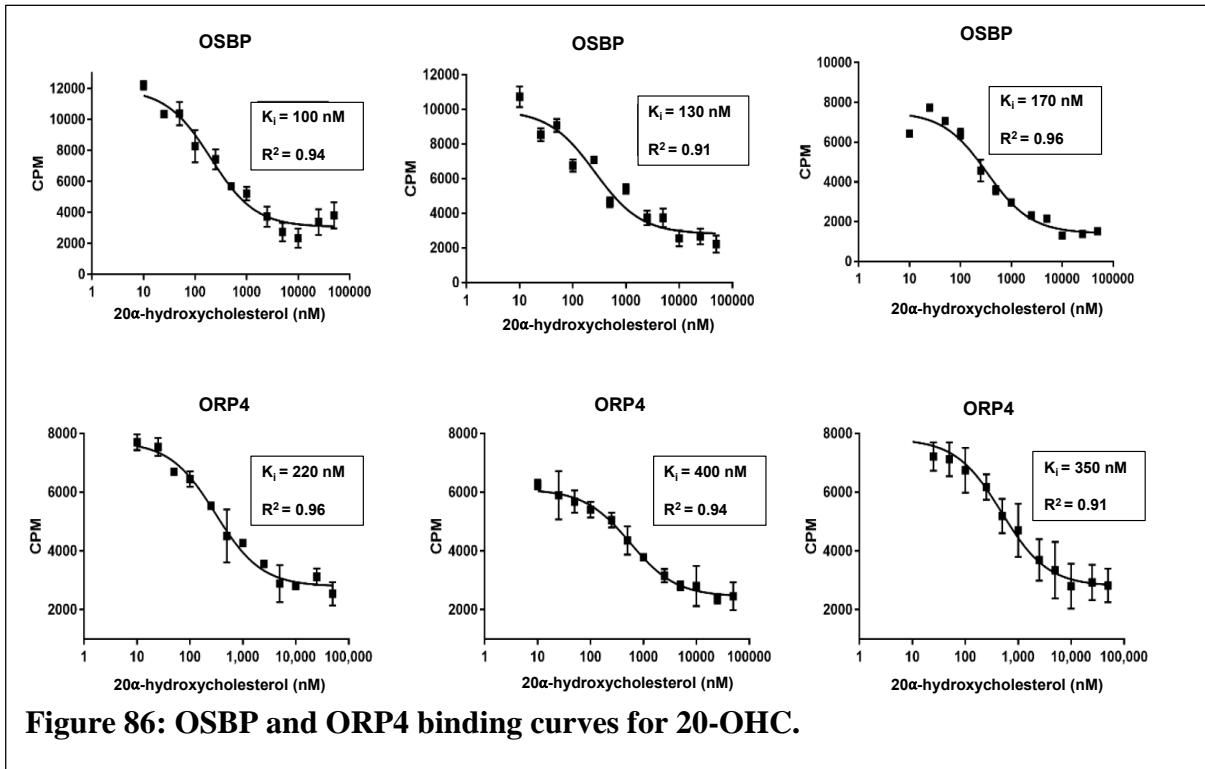 OSBP
12000
10000
8000
6000
4000
2000
0
CPM
Kᵢ = 100 nM
R² = 0.94
1 10 100 1000 10000 100000
20α-hydroxycholesterol (nM)
OSBP
12000
10000
8000
6000
4000
2000
0
CPM
Kᵢ = 130 nM
R² = 0.91
1 10 100 1000 10000 100000
20α-hydroxycholesterol (nM)
OSBP
10000
8000
6000
4000
2000
0
CPM
Kᵢ = 170 nM
R² = 0.96
1 10 100 1000 10000 100000
20α-hydroxycholesterol (nM)
ORP4
8000
6000
4000
2000
CPM
Kᵢ = 220 nM
R² = 0.96
1 10 100 1,000 10,000 100,000
20α-hydroxycholesterol (nM)
ORP4
8000
6000
4000
2000
CPM
Kᵢ = 400 nM
R² = 0.94
1 10 100 1000 10000 100000
20α-hydroxycholesterol (nM)
ORP4
8000
6000
4000
2000
CPM
Kᵢ = 350 nM
R² = 0.91
1 10 100 1,000 10,000 100,000
20α-hydroxycholesterol (nM)
Figure 86: OSBP and ORP4 binding curves for 20-OHC.